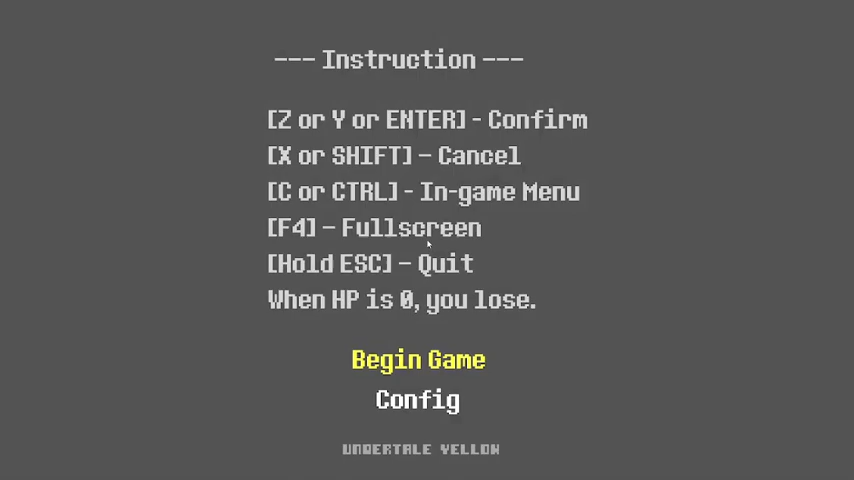 --- Instruction ---
[Z or Y or ENTER] - Confirm
[X or SHIFT] - Cancel
[C or CTRL] - In-game Menu
[F4] - Fullscreen
[Hold ESC] - Quit
When HP is 0, you lose.
Begin Game
Config
UNDERTALE YELLOW